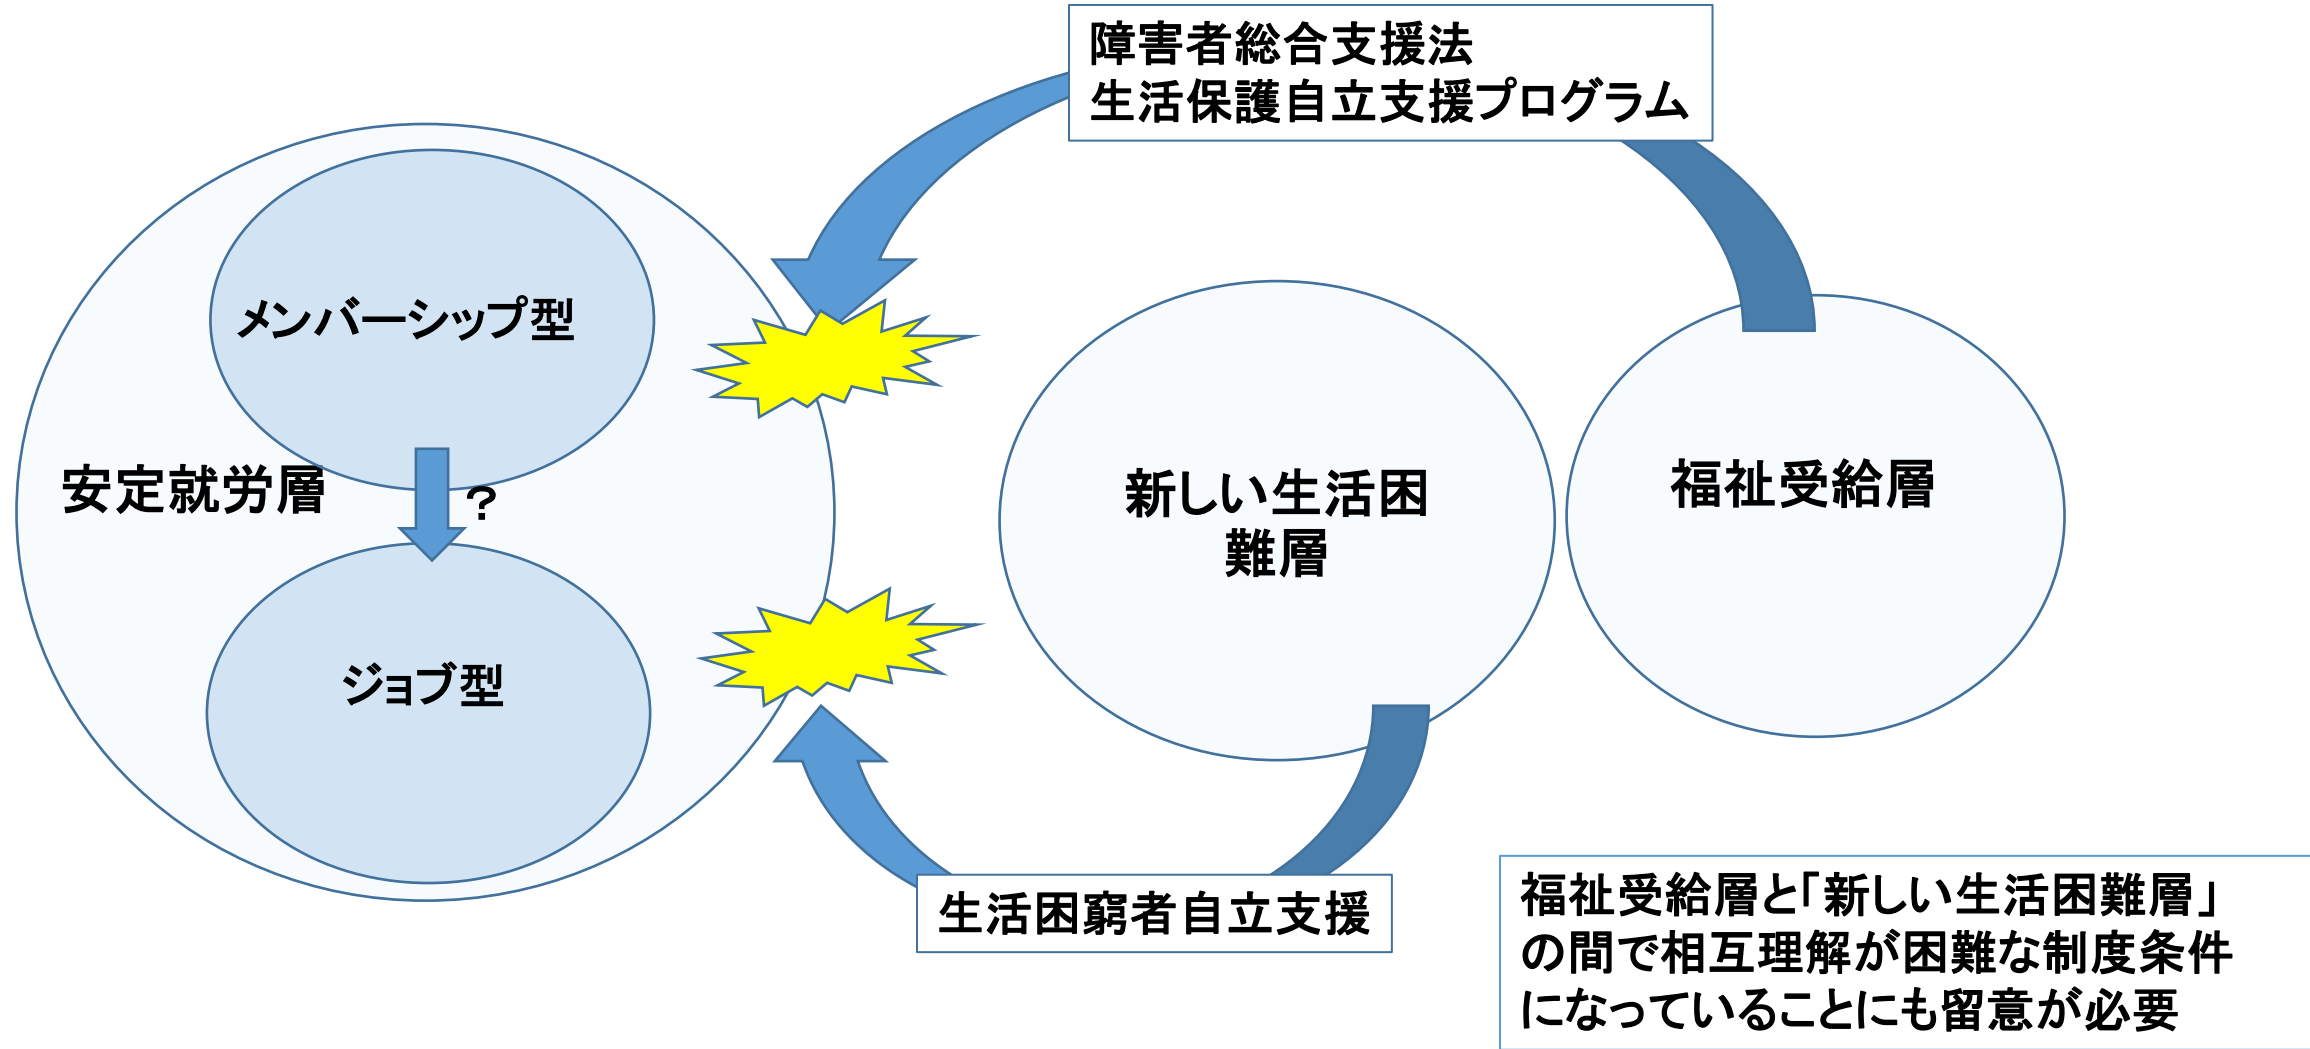 障害者総合支援法
生活保護自立支援プログラム
メンバーシップ型
安定就労層
?
ジョブ型
新しい生活困
難層
福祉受給層
生活困窮者自立支援
福祉受給層と「新しい生活困難層」
の間で相互理解が困難な制度条件
になっていることにも留意が必要